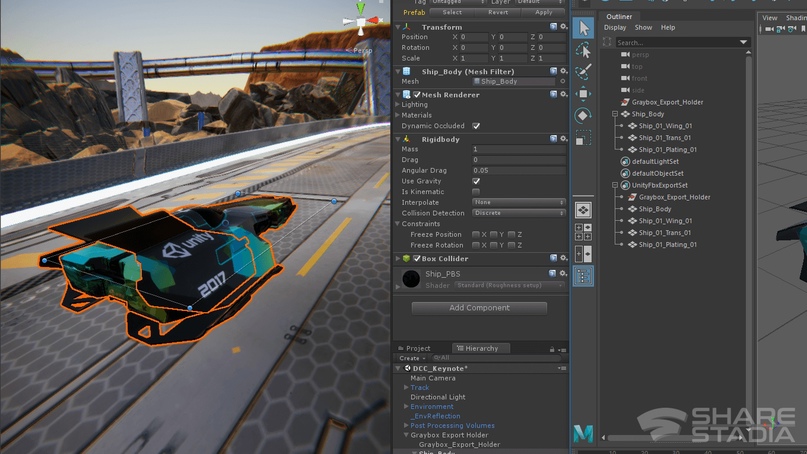 Tag Untagged Layer Default
Prefab Select Revert Apply
Transform
Position X 0 Y 0 Z 0
Rotation X 0 Y 0 Z 0
Scale X 1 Y 1 Z 1
Ship_Body (Mesh Filter)
Mesh Ship_Body
Mesh Renderer
Lighting
Materials
Dynamic Occluded
Rigidbody
Mass 1
Drag 0
Angular Drag 0.05
Use Gravity
Is Kinematic
Interpolate None
Collision Detection Discrete
Constraints
Freeze Position X Y Z
Freeze Rotation X Y Z
Box Collider
Ship_PBS
Shader Standard (Roughness setup)
Add Component
Project Hierarchy
Create All
DCC_Keynote*
Main Camera
Track
Directional Light
Environment
_EnvReflection
Post Processing Volumes
Graybox Export Holder
Graybox_Export_Holder
Ship_Body
Persp
unity
2017
Outliner
Display Show Help
Search...
persp
top
front
side
Graybox_Export_Holder
Ship_Body
Ship_01_Wing_01
Ship_01_Trans_01
Ship_01_Plating_01
defaultLightSet
defaultObjectSet
UnityFbxExportSet
Graybox_Export_Holder
Ship_Body
Ship_01_Wing_01
Ship_01_Trans_01
Ship_01_Plating_01
View Shadin
SHARE
STADIA